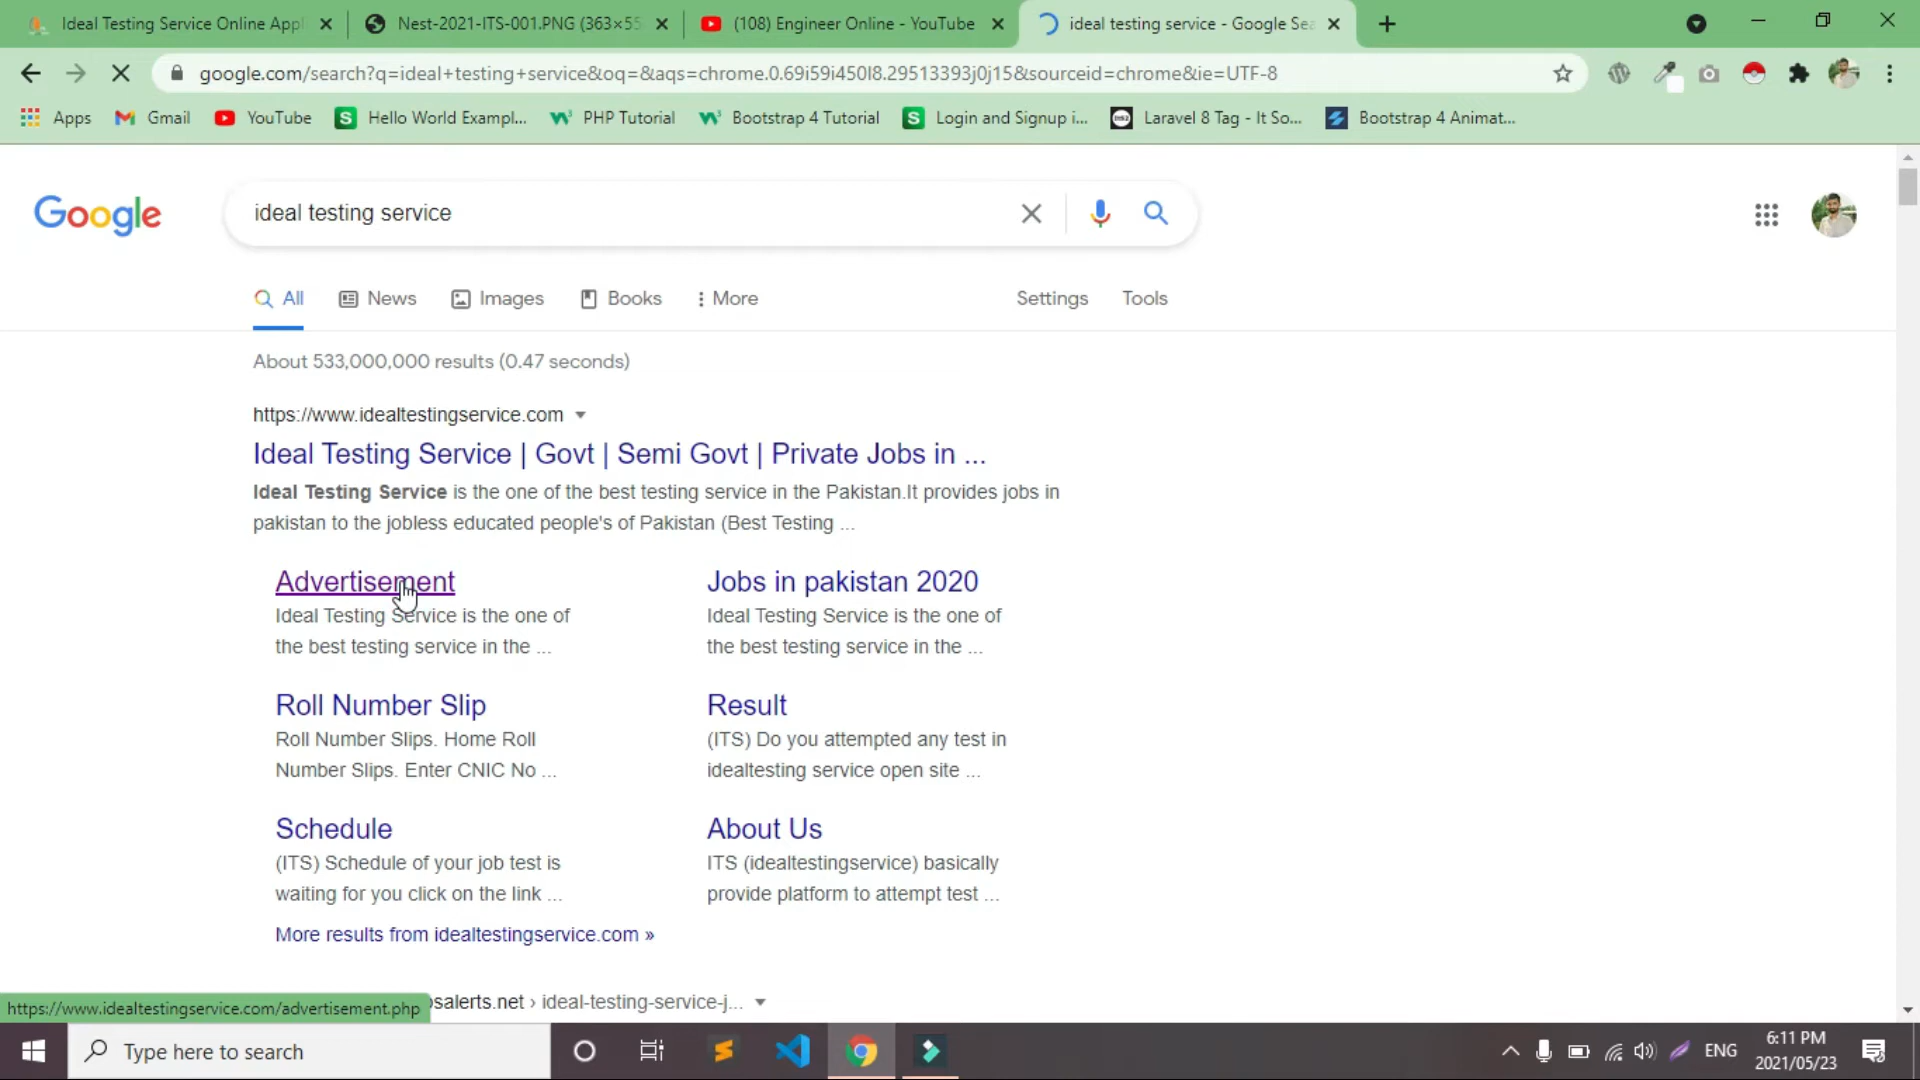 Ideal Testing Service Online Appl
Nest-2021-ITS-001.PNG (363×55
(108) Engineer Online - YouTube
ideal testing service - Google Sea
google.com/search?q=ideal+testing+service&oq=&aqs=chrome.0.69i59i450l8.29513393j0j15&sourceid=chrome&ie=UTF-8
Apps
Gmail
YouTube
Hello World Exampl...
PHP Tutorial
Bootstrap 4 Tutorial
Login and Signup i...
Laravel 8 Tag - It So...
Bootstrap 4 Animat...
Google
ideal testing service
All
News
Images
Books
More
Settings
Tools
About 533,000,000 results (0.47 seconds)
https://www.idealtestingservice.com
Ideal Testing Service | Govt | Semi Govt | Private Jobs in ...
Ideal Testing Service is the one of the best testing service in the Pakistan.It provides jobs in
pakistan to the jobless educated people's of Pakistan (Best Testing ...
Advertisement
Ideal Testing Service is the one of
the best testing service in the ...
Jobs in pakistan 2020
Ideal Testing Service is the one of
the best testing service in the ...
Roll Number Slip
Roll Number Slips. Home Roll
Number Slips. Enter CNIC No ...
Result
(ITS) Do you attempted any test in
idealtesting service open site ...
Schedule
(ITS) Schedule of your job test is
waiting for you click on the link ...
About Us
ITS (idealtestingservice) basically
provide platform to attempt test ...
More results from idealtestingservice.com »
salerts.net › ideal-testing-service-j...
https://www.idealtestingservice.com/advertisement.php
Type here to search
ENG
6:11 PM
2021/05/23